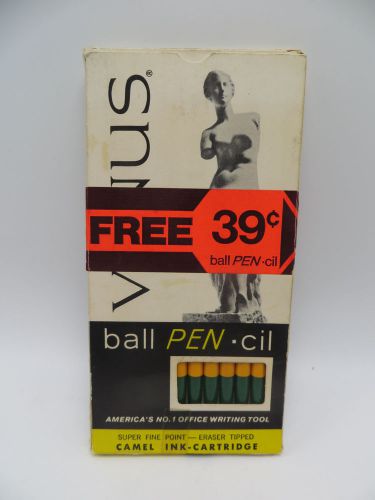 V NUS®
FREE 39¢
ball PEN·cil
ball PEN·cil
AMERICA'S NO. 1 OFFICE WRITING TOOL
SUPER FINE POINT — ERASER TIPPED
CAMEL INK-CARTRIDGE